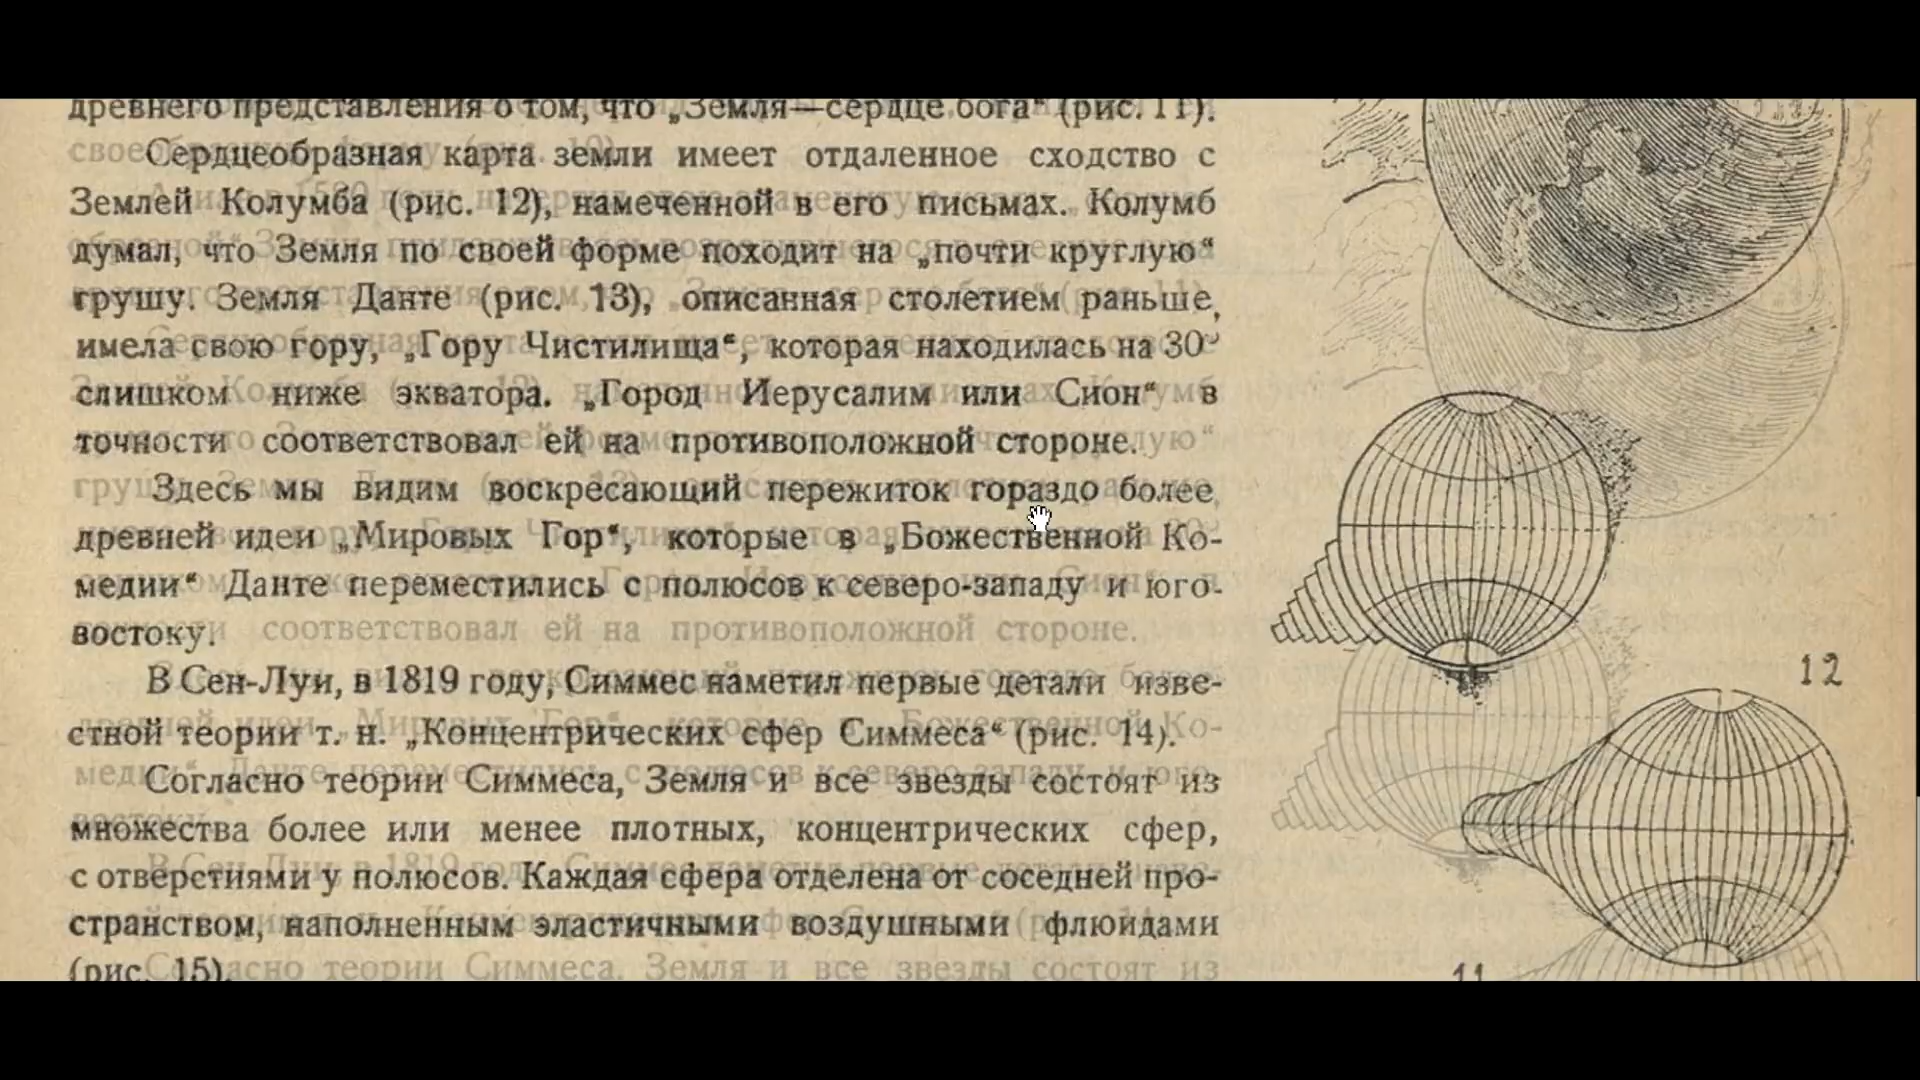 древнего представления о том, что „Земля—сердце бога“ (рис. 11).
Сердцеобразная карта земли имеет отдаленное сходство с
Землей Колумба (рис. 12), намеченной в его письмах. Колумб
думал, что Земля по своей форме походит на „почти круглую“
грушу. Земля Данте (рис. 13), описанная столетием раньше,
имела свою гору, „Гору Чистилища“, которая находилась на 30°
слишком ниже экватора. „Город Иерусалим или Сион“ в
точности соответствовал ей на противоположной стороне.
Здесь мы видим воскресающий пережиток гораздо более
древней идеи „Мировых Гор“, которые в „Божественной Ко-
медии“ Данте переместились с полюсов к северо-западу и юго-
востоку.
В Сен-Луи, в 1819 году, Симмес наметил первые детали изве-
стной теории т. н. „Концентрических сфер Симмеса“ (рис. 14).
Согласно теории Симмеса, Земля и все звезды состоят из
множества более или менее плотных, концентрических сфер,
с отверстиями у полюсов. Каждая сфера отделена от соседней про-
странством, наполненным эластичными воздушными флюидами
(рис. 15).
12
11